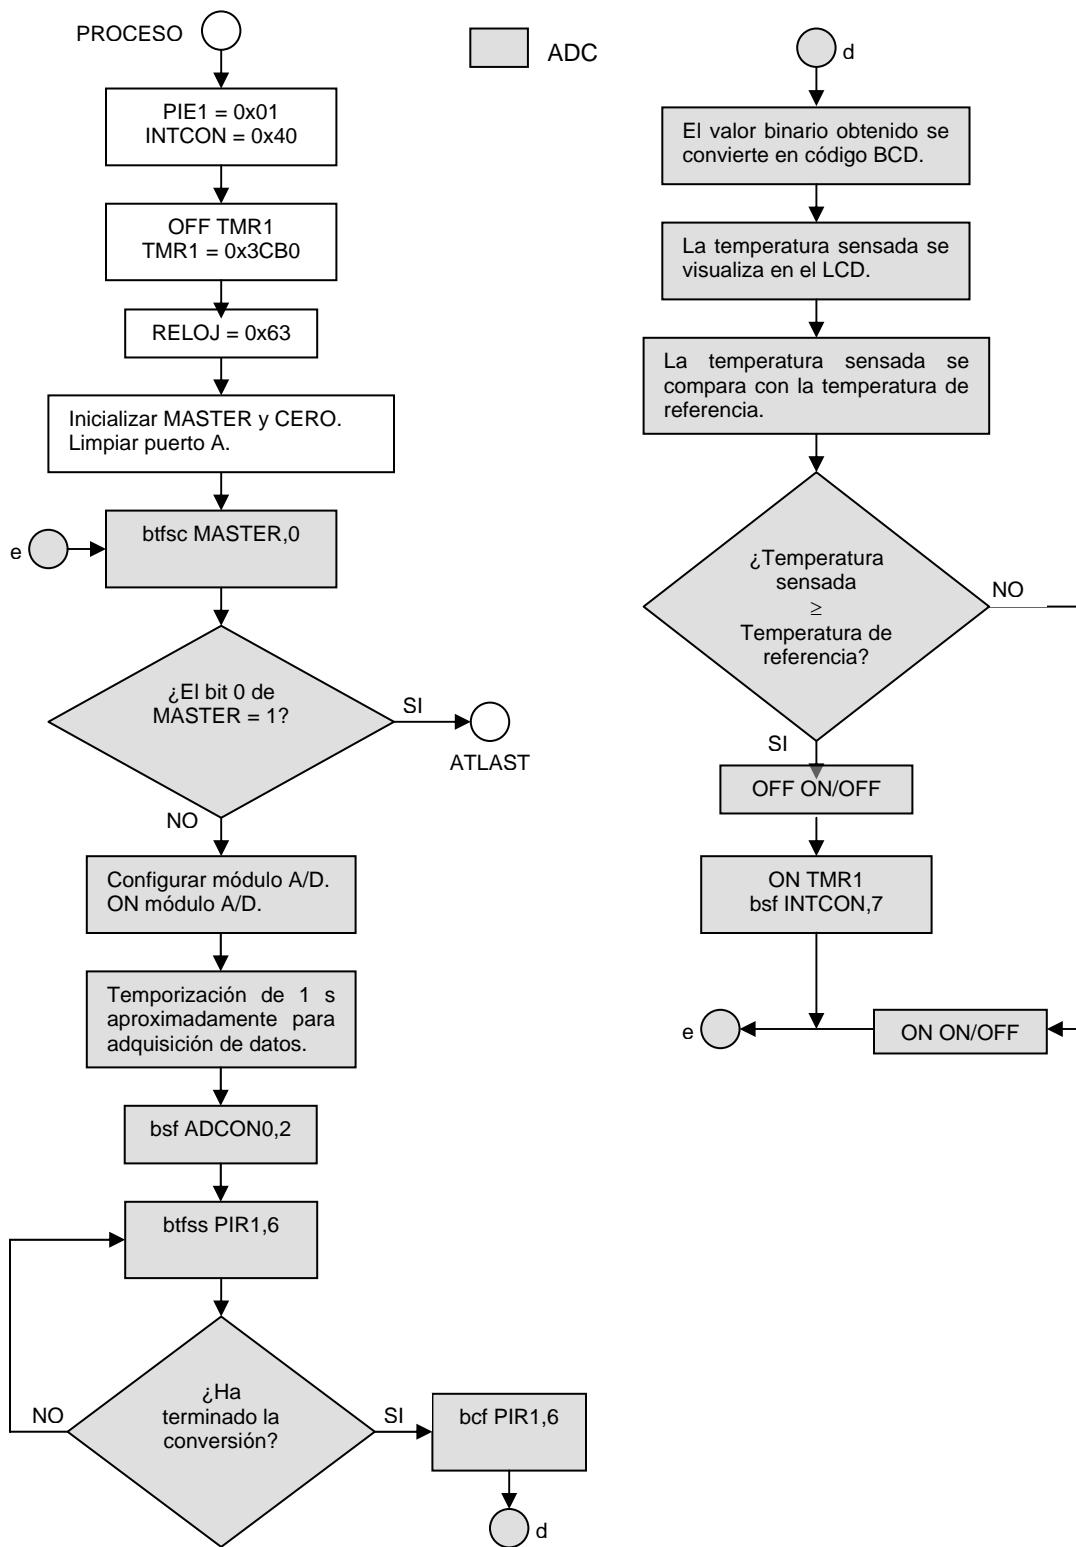 PROCESO
PIE1 = 0x01
INTCON = 0x40
OFF TMR1
TMR1 = 0x3CB0
RELOJ = 0x63
Inicializar MASTER y CERO.
Limpiar puerto A.
e
btfsc MASTER,0
¿El bit 0 de
MASTER = 1?
SI
ATLAST
NO
Configurar módulo A/D.
ON módulo A/D.
Temporización de 1 s
aproximadamente para
adquisición de datos.
bsf ADCON0,2
btfss PIR1,6
¿Ha
terminado la
conversión?
NO
SI
bcf PIR1,6
d
ADC
d
El valor binario obtenido se
convierte en código BCD.
La temperatura sensada se
visualiza en el LCD.
La temperatura sensada se
compara con la temperatura de
referencia.
¿Temperatura
sensada
≥
Temperatura de
referencia?
NO
SI
OFF ON/OFF
ON TMR1
bsf INTCON,7
e
ON ON/OFF